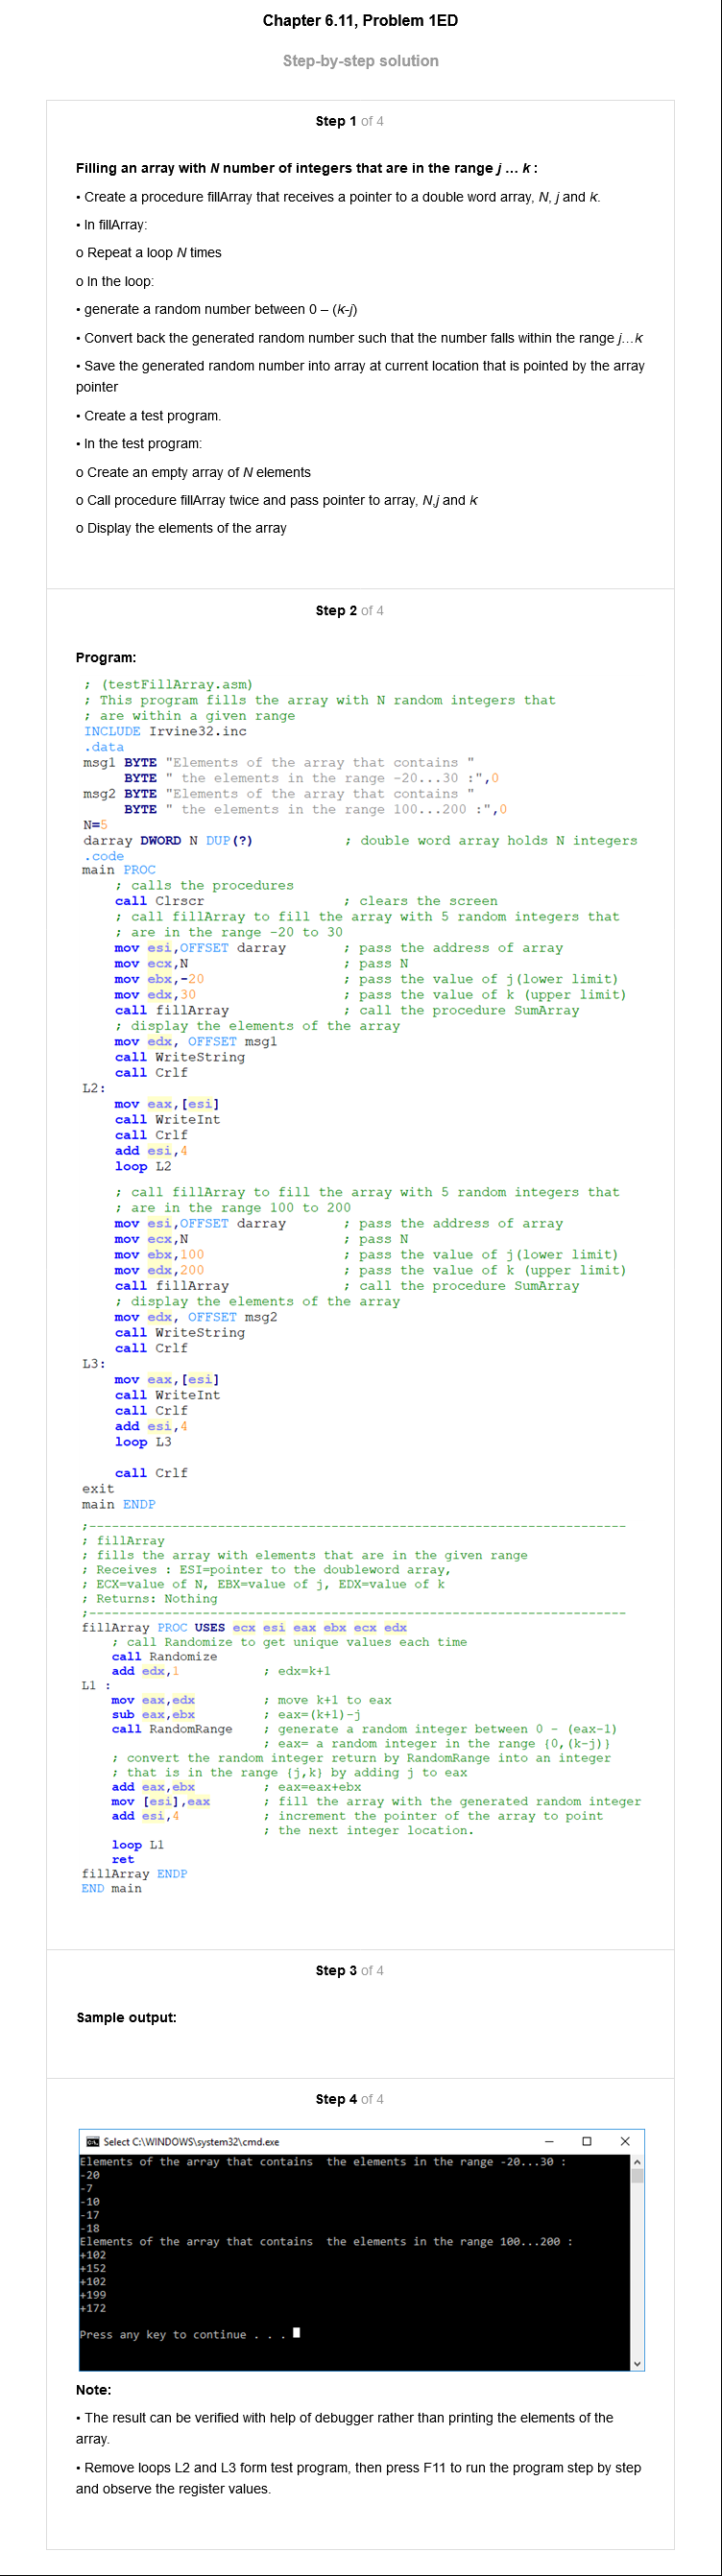 Chapter 6.11, Problem 1ED
Step-by-step solution
Step 1 of 4
Filling an array with N number of integers that are in the range j … k :
• Create a procedure fillArray that receives a pointer to a double word array, N, j and k.
• In fillArray:
o Repeat a loop N times
o In the loop:
• generate a random number between 0 – (k-j)
• Convert back the generated random number such that the number falls within the range j…k
• Save the generated random number into array at current location that is pointed by the array
pointer
• Create a test program.
• In the test program:
o Create an empty array of N elements
o Call procedure fillArray twice and pass pointer to array, N,j and k
o Display the elements of the array
Step 2 of 4
Program:
; (testFillArray.asm)
; This program fills the array with N random integers that
; are within a given range
INCLUDE Irvine32.inc
.data
msg1 BYTE "Elements of the array that contains "
BYTE " the elements in the range -20...30 :",0
msg2 BYTE "Elements of the array that contains "
BYTE " the elements in the range 100...200 :",0
N=5
darray DWORD N DUP(?) ; double word array holds N integers
.code
main PROC
; calls the procedures
call Clrscr ; clears the screen
; call fillArray to fill the array with 5 random integers that
; are in the range -20 to 30
mov esi,OFFSET darray ; pass the address of array
mov ecx,N ; pass N
mov ebx,-20 ; pass the value of j(lower limit)
mov edx,30 ; pass the value of k (upper limit)
call fillArray ; call the procedure SumArray
; display the elements of the array
mov edx, OFFSET msg1
call WriteString
call Crlf
L2:
mov eax,[esi]
call WriteInt
call Crlf
add esi,4
loop L2
; call fillArray to fill the array with 5 random integers that
; are in the range 100 to 200
mov esi,OFFSET darray ; pass the address of array
mov ecx,N ; pass N
mov ebx,100 ; pass the value of j(lower limit)
mov edx,200 ; pass the value of k (upper limit)
call fillArray ; call the procedure SumArray
; display the elements of the array
mov edx, OFFSET msg2
call WriteString
call Crlf
L3:
mov eax,[esi]
call WriteInt
call Crlf
add esi,4
loop L3
call Crlf
exit
main ENDP
;------------------------------------------------------------------
; fillArray
; fills the array with elements that are in the given range
; Receives : ESI=pointer to the doubleword array,
; ECX=value of N, EBX=value of j, EDX=value of k
; Returns: Nothing
;------------------------------------------------------------------
fillArray PROC USES ecx esi eax ebx ecx edx
; call Randomize to get unique values each time
call Randomize
add edx,1 ; edx=k+1
L1 :
mov eax,edx ; move k+1 to eax
sub eax,ebx ; eax=(k+1)-j
call RandomRange ; generate a random integer between 0 - (eax-1)
; eax= a random integer in the range {0,(k-j)}
; convert the random integer return by RandomRange into an integer
; that is in the range {j,k} by adding j to eax
add eax,ebx ; eax=eax+ebx
mov [esi],eax ; fill the array with the generated random integer
add esi,4 ; increment the pointer of the array to point
; the next integer location.
loop L1
ret
fillArray ENDP
END main
Step 3 of 4
Sample output:
Step 4 of 4
Select C:\WINDOWS\system32\cmd.exe
Elements of the array that contains  the elements in the range -20...30 :
-20
-7
-10
-17
-18
Elements of the array that contains  the elements in the range 100...200 :
+102
+152
+102
+199
+172
Press any key to continue . . .
Note:
• The result can be verified with help of debugger rather than printing the elements of the
array.
• Remove loops L2 and L3 form test program, then press F11 to run the program step by step
and observe the register values.